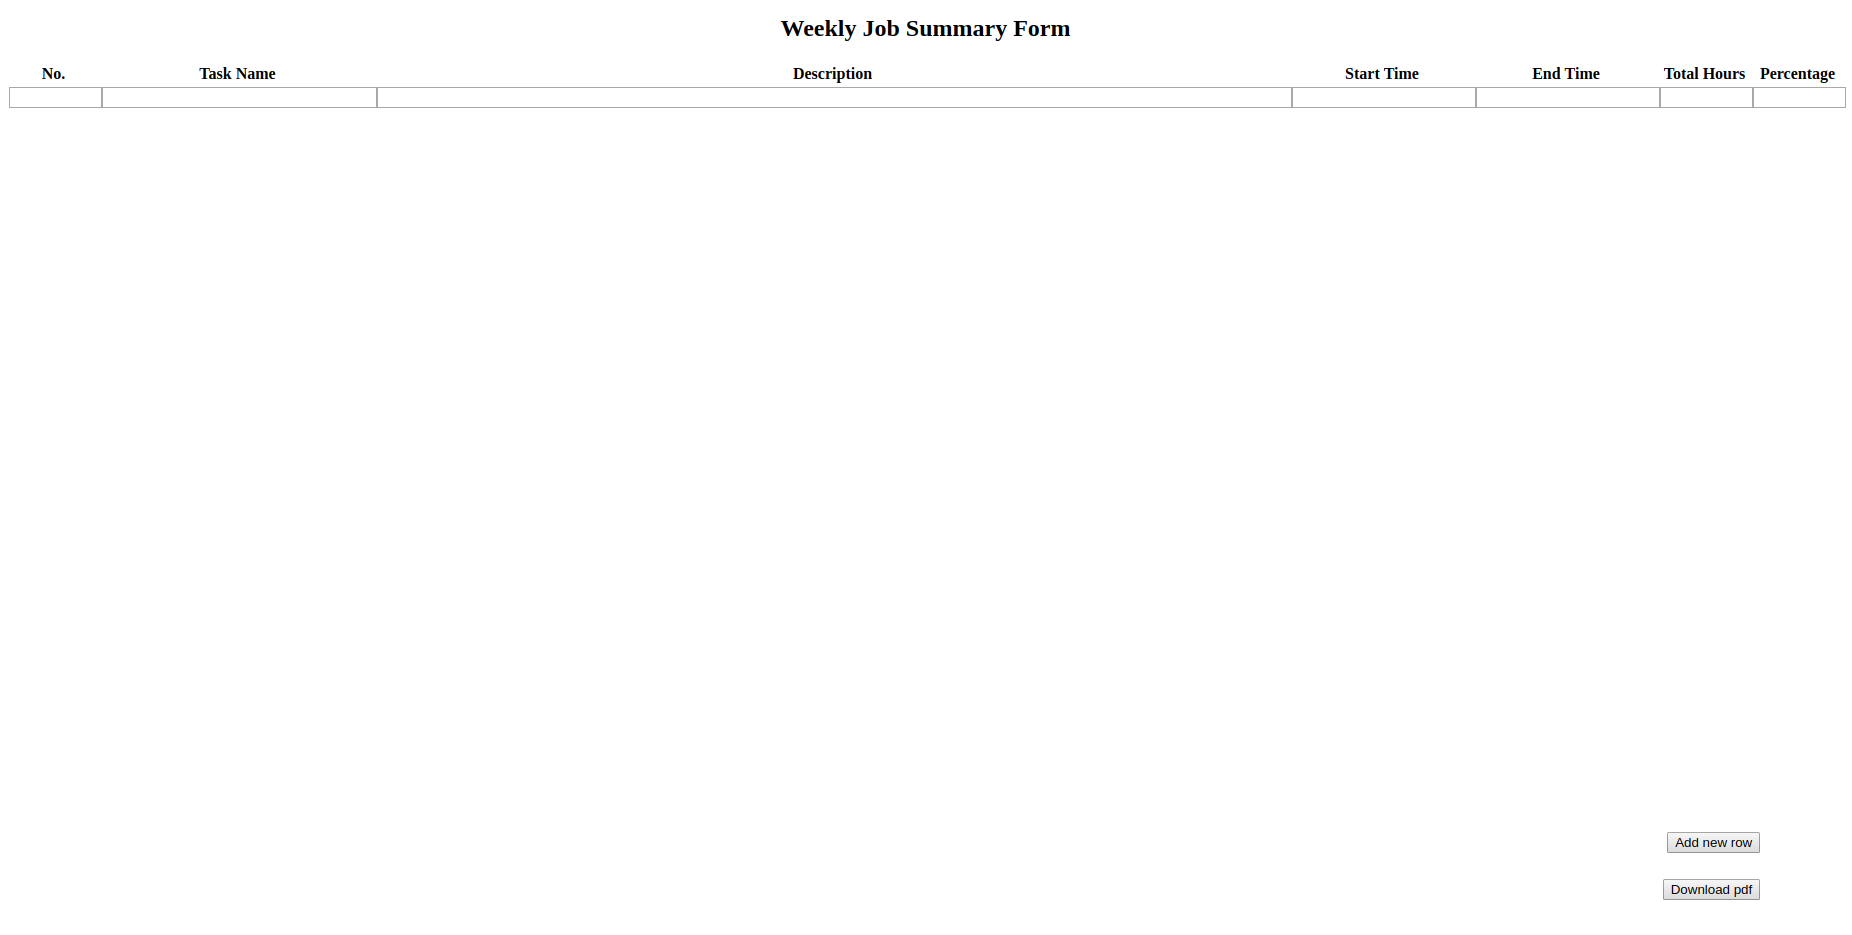 Weekly Job Summary Form
No. Task Name Description Start Time End Time Total Hours Percentage
Add new row
Download pdf